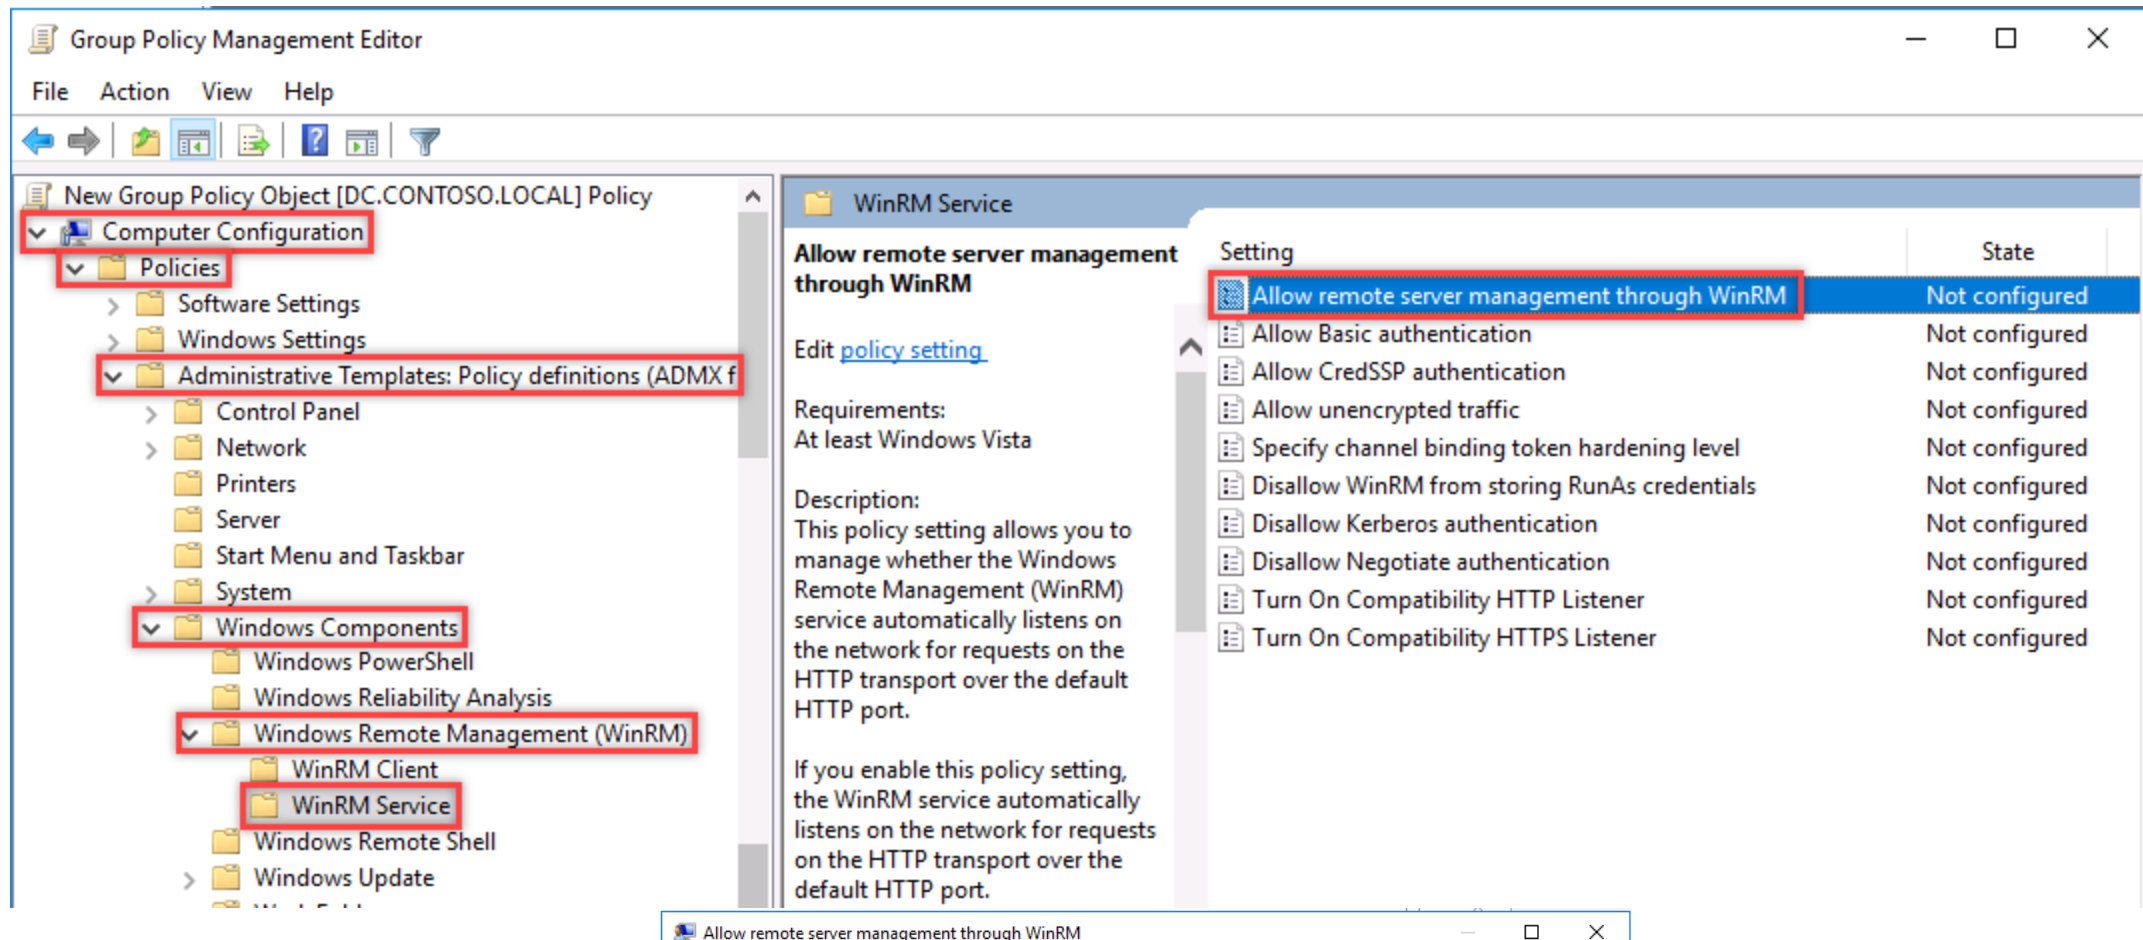 Group Policy Management Editor
File Action View Help
New Group Policy Object [DC.CONTOSO.LOCAL] Policy
Computer Configuration
Policies
Software Settings
Windows Settings
Administrative Templates: Policy definitions (ADMX f
Control Panel
Network
Printers
Server
Start Menu and Taskbar
System
Windows Components
Windows PowerShell
Windows Reliability Analysis
Windows Remote Management (WinRM)
WinRM Client
WinRM Service
Windows Remote Shell
Windows Update
WinRM Service
Allow remote server management
through WinRM
Edit policy setting
Requirements:
At least Windows Vista
Description:
This policy setting allows you to
manage whether the Windows
Remote Management (WinRM)
service automatically listens on
the network for requests on the
HTTP transport over the default
HTTP port.
If you enable this policy setting,
the WinRM service automatically
listens on the network for requests
on the HTTP transport over the
default HTTP port.
Setting State
Allow remote server management through WinRM Not configured
Allow Basic authentication Not configured
Allow CredSSP authentication Not configured
Allow unencrypted traffic Not configured
Specify channel binding token hardening level Not configured
Disallow WinRM from storing RunAs credentials Not configured
Disallow Kerberos authentication Not configured
Disallow Negotiate authentication Not configured
Turn On Compatibility HTTP Listener Not configured
Turn On Compatibility HTTPS Listener Not configured
Allow remote server management through WinRM